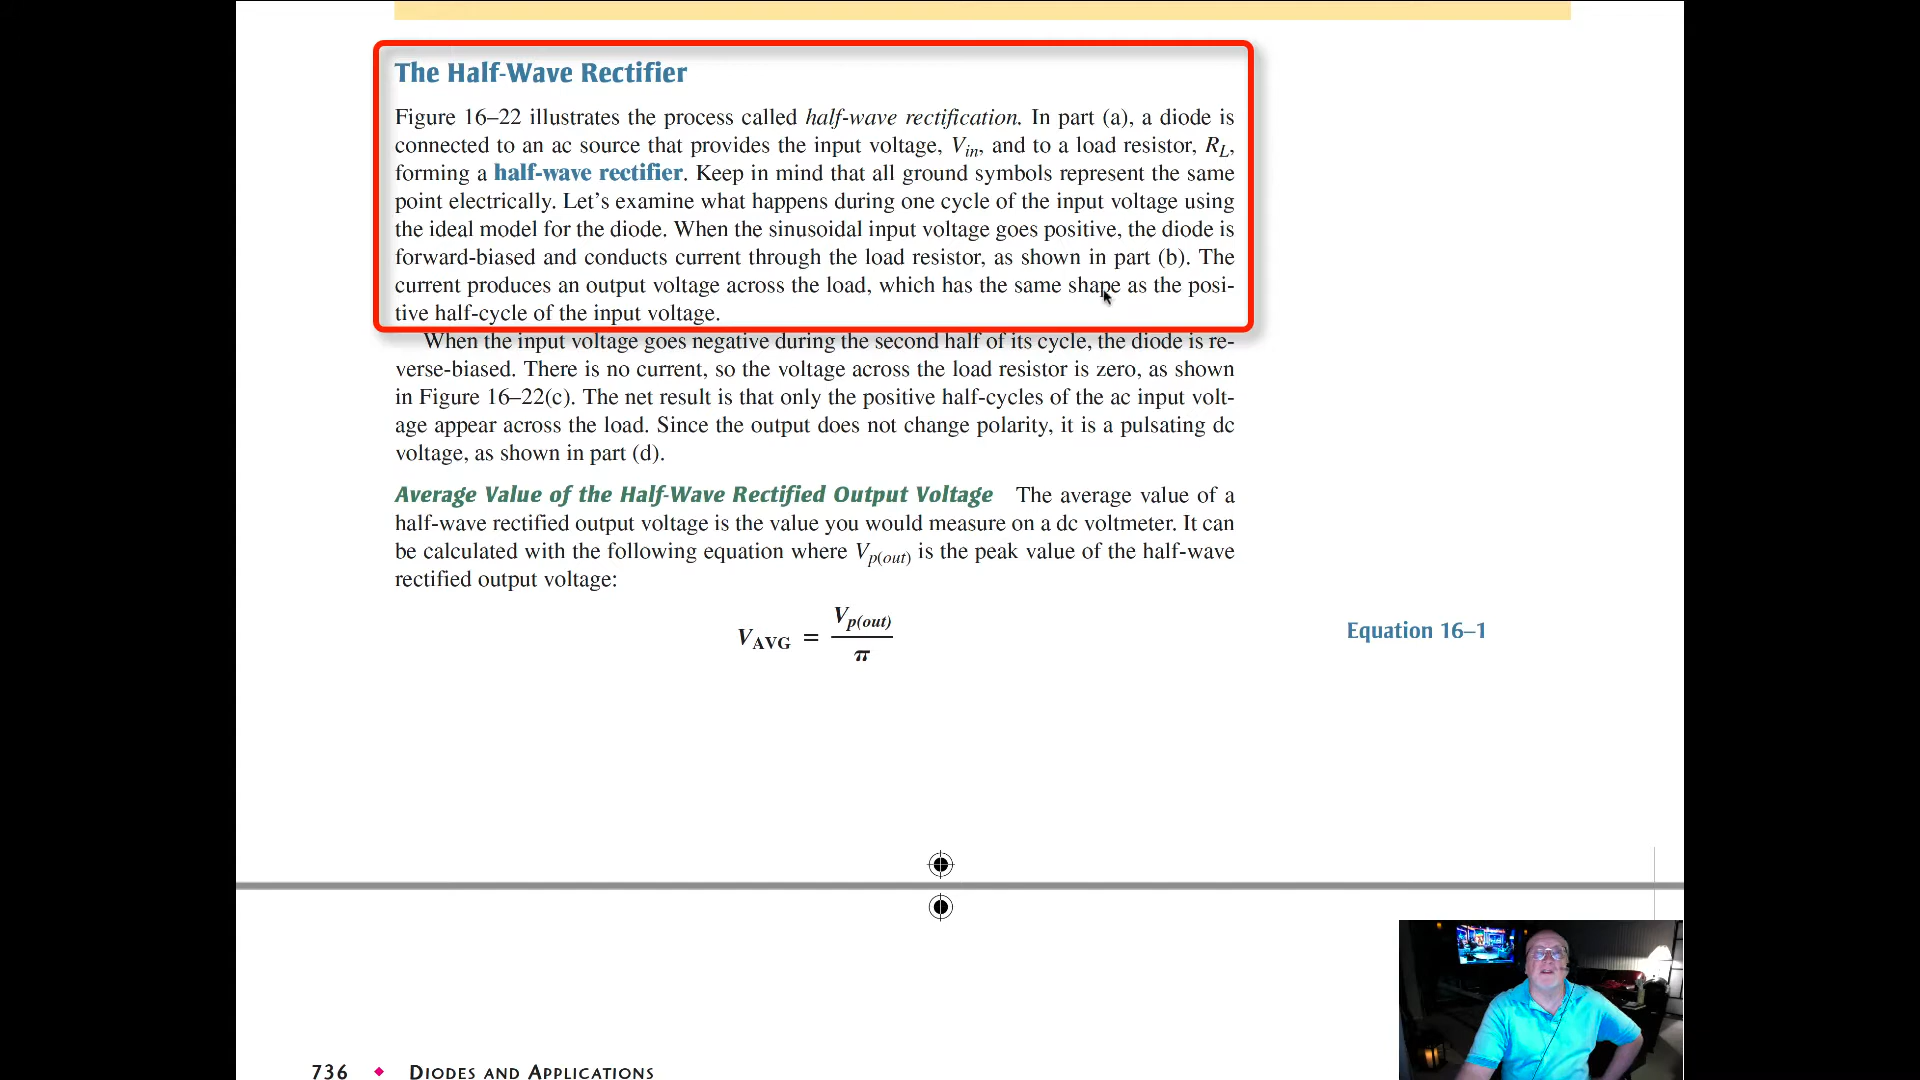 The Half-Wave Rectifier
Figure 16–22 illustrates the process called half-wave rectification. In part (a), a diode is
connected to an ac source that provides the input voltage, Vin, and to a load resistor, RL,
forming a half-wave rectifier. Keep in mind that all ground symbols represent the same
point electrically. Let’s examine what happens during one cycle of the input voltage using
the ideal model for the diode. When the sinusoidal input voltage goes positive, the diode is
forward-biased and conducts current through the load resistor, as shown in part (b). The
current produces an output voltage across the load, which has the same shape as the posi-
tive half-cycle of the input voltage.
When the input voltage goes negative during the second half of its cycle, the diode is re-
verse-biased. There is no current, so the voltage across the load resistor is zero, as shown
in Figure 16–22(c). The net result is that only the positive half-cycles of the ac input volt-
age appear across the load. Since the output does not change polarity, it is a pulsating dc
voltage, as shown in part (d).
Average Value of the Half-Wave Rectified Output Voltage The average value of a
half-wave rectified output voltage is the value you would measure on a dc voltmeter. It can
be calculated with the following equation where Vp(out) is the peak value of the half-wave
rectified output voltage:
VAVG = Vp(out) / π
Equation 16–1
736 ◆ DIODES AND APPLICATIONS